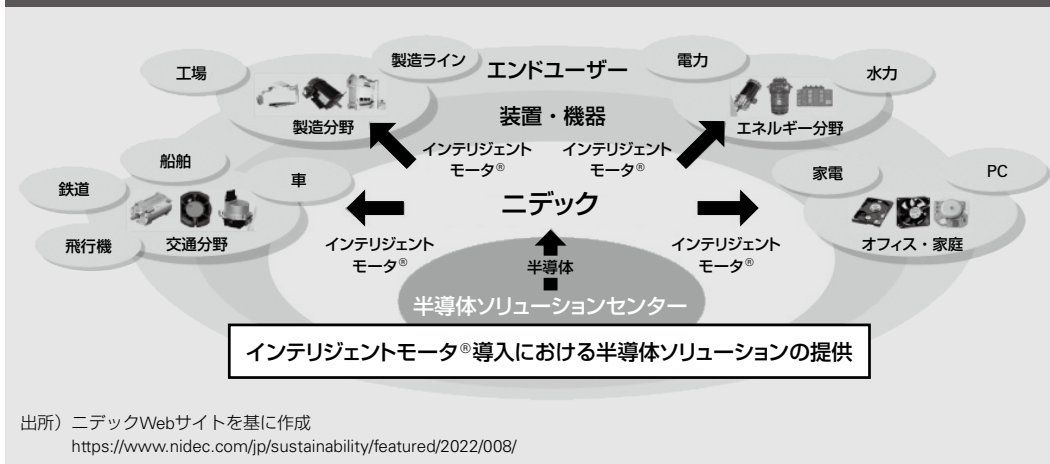 製造ライン
エンドユーザー
電力
工場
水力
製造分野
装置・機器
エネルギー分野
インテリジェント
モータ®
インテリジェント
モータ®
船舶
鉄道
車
家電
PC
ニデック
飛行機
交通分野
インテリジェント
モータ®
インテリジェント
モータ®
オフィス・家庭
半導体
半導体ソリューションセンター
インテリジェントモータ®導入における半導体ソリューションの提供
出所）ニデックWebサイトを基に作成
https://www.nidec.com/jp/sustainability/featured/2022/008/